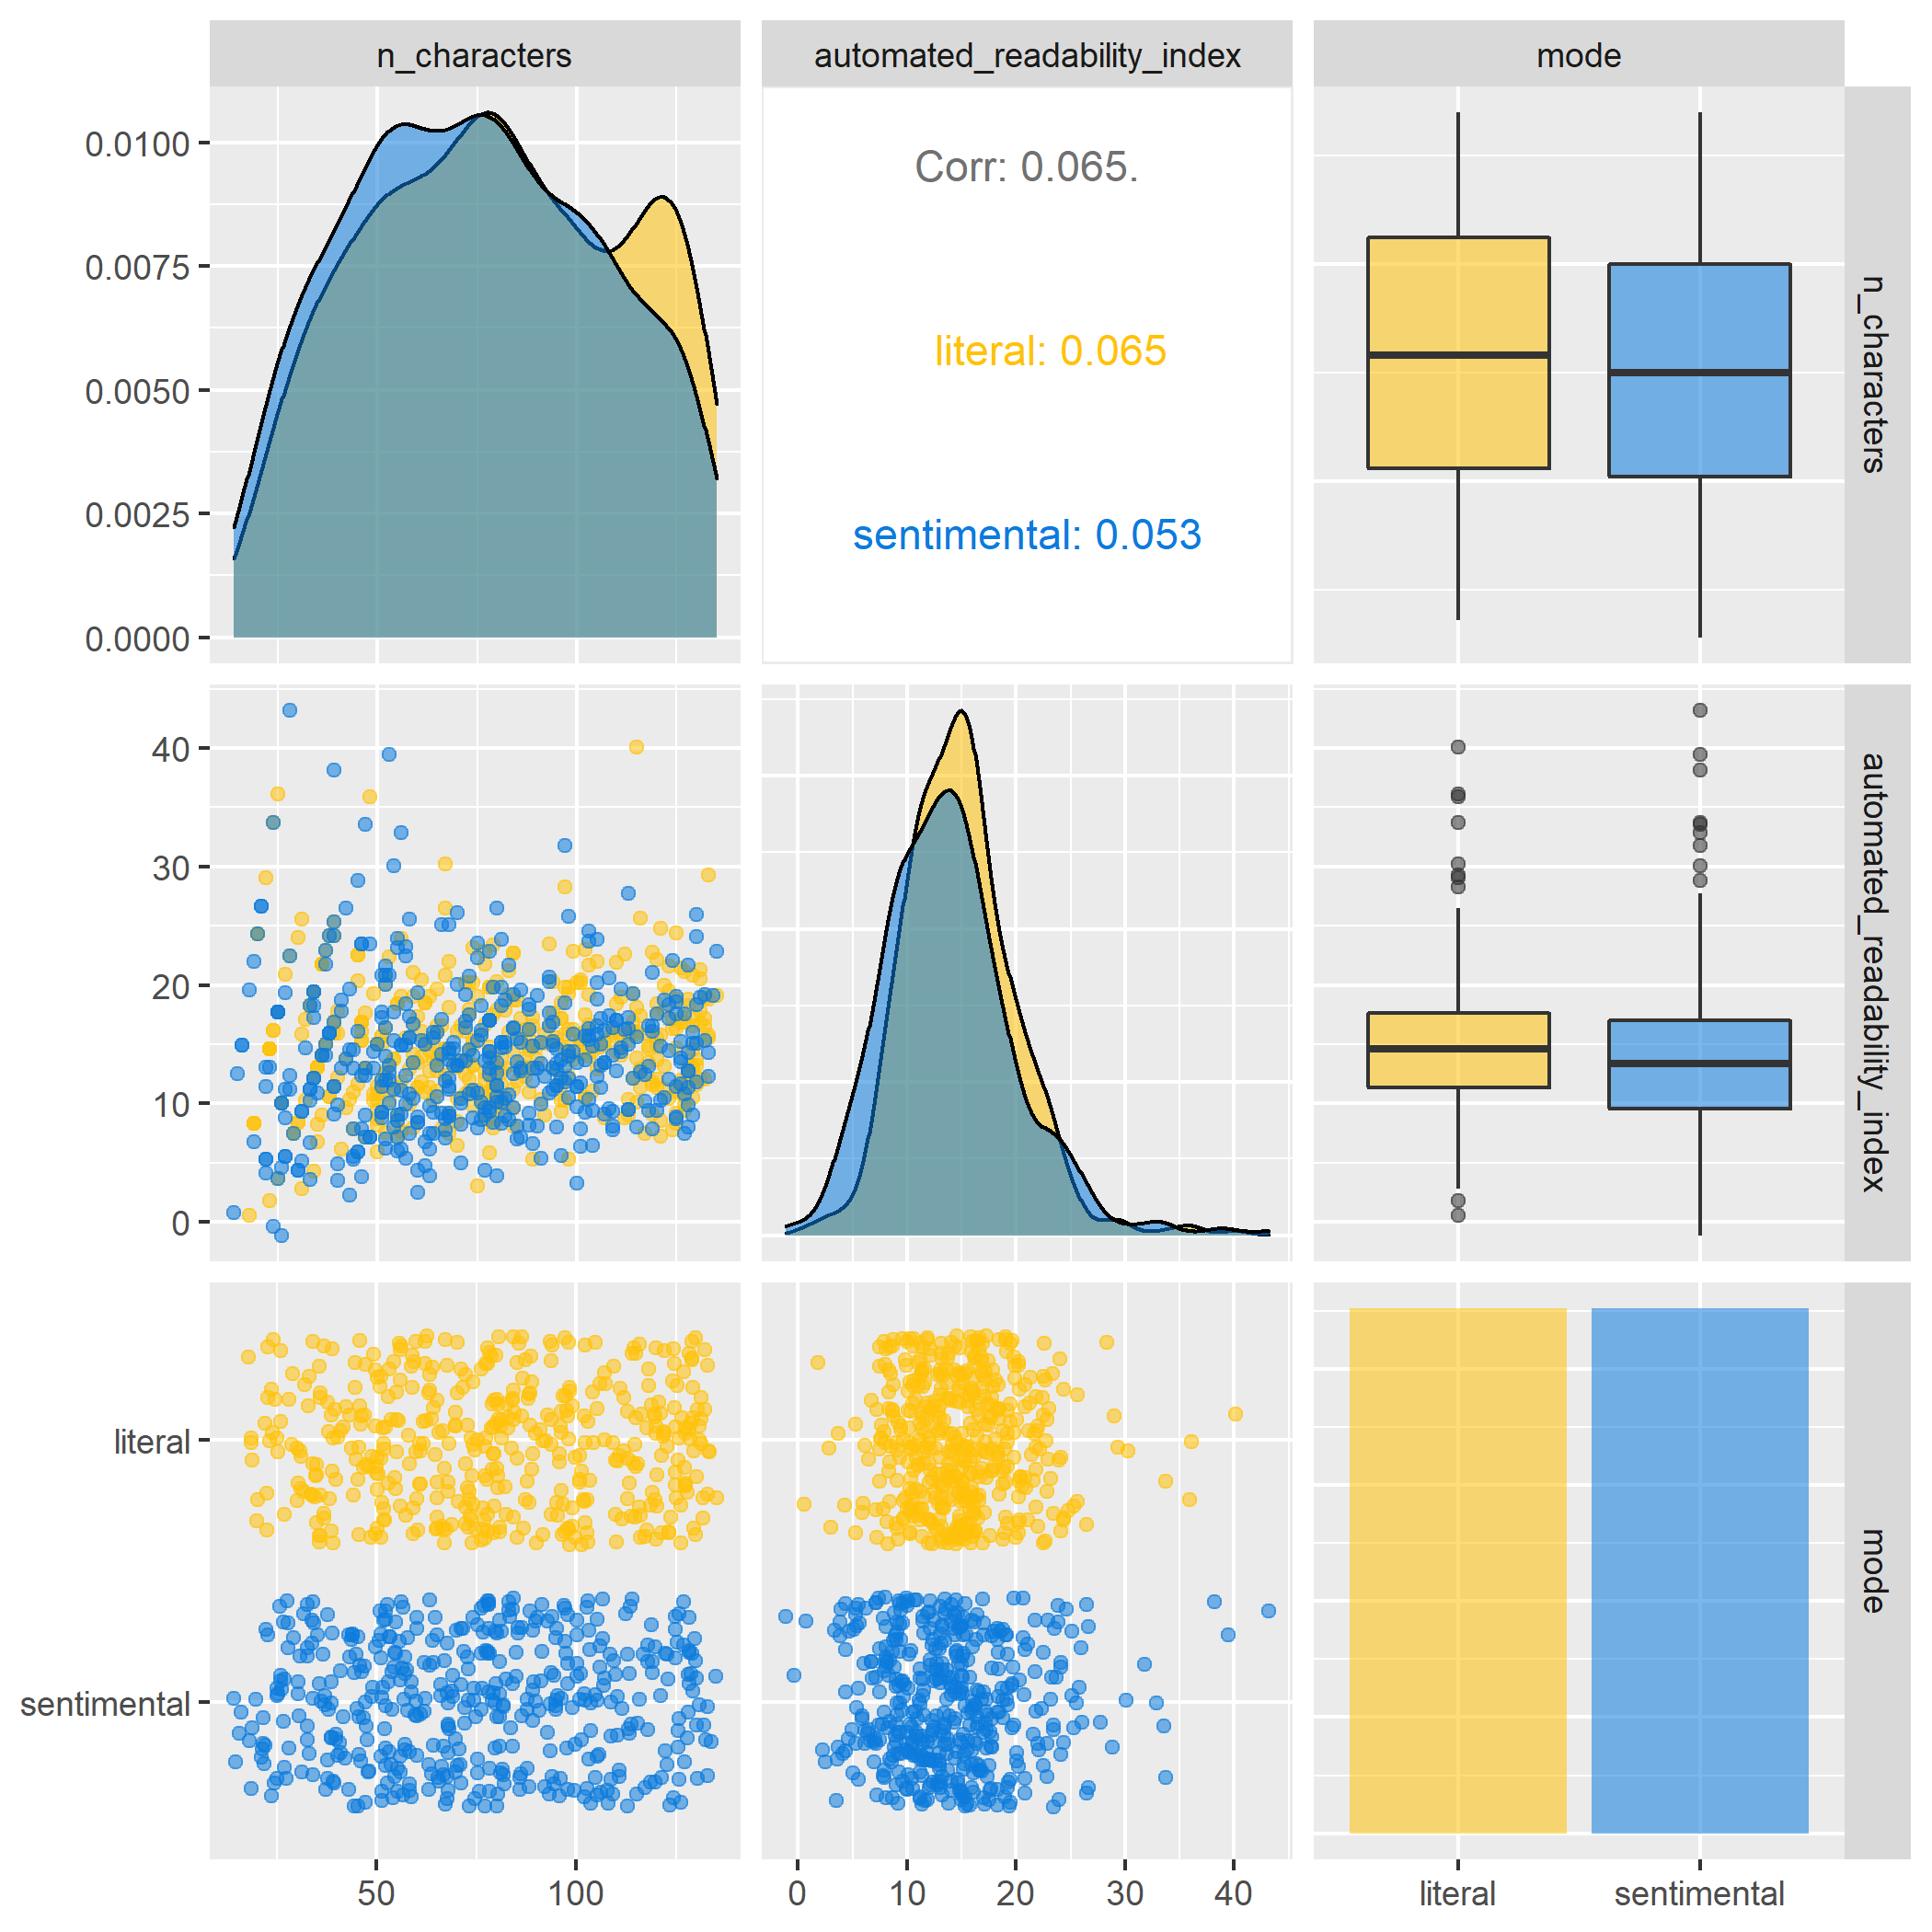 n_characters
automated_readability_index
mode
0.0100
0.0075
0.0050
0.0025
0.0000
Corr: 0.065.
literal: 0.065
sentimental: 0.053
n_characters
40
30
20
10
0
automated_readability_index
literal
sentimental
mode
50
100
0
10
20
30
40
literal
sentimental